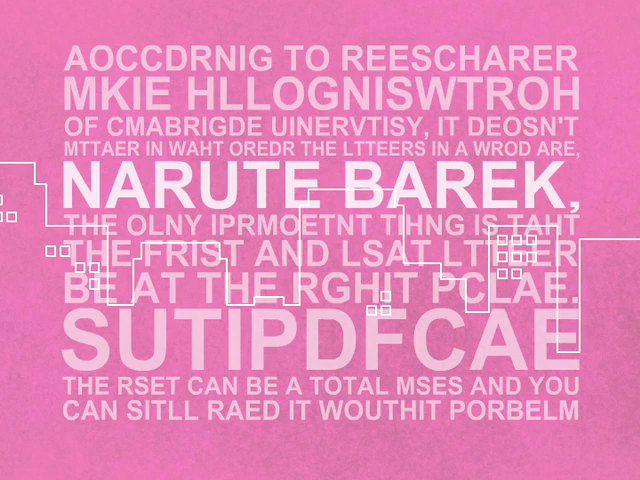 AOCCDRNIG TO REESCHARER
MKIE HLLOGNISWTROH
OF CMABRIGDE UINERVTISY, IT DEOSN'T
MTTAER IN WAHT OREDR THE LTTEERS IN A WROD ARE,
NARUTE BAREK,
THE OLNY IPRMOETNT TIHNG IS TAHT
THE FRIST AND LSAT LTTEER
BE AT THE RGHIT PCLAE.
SUTIPDFCAE
THE RSET CAN BE A TOTAL MSES AND YOU
CAN SITLL RAED IT WOUTHIT PORBELM